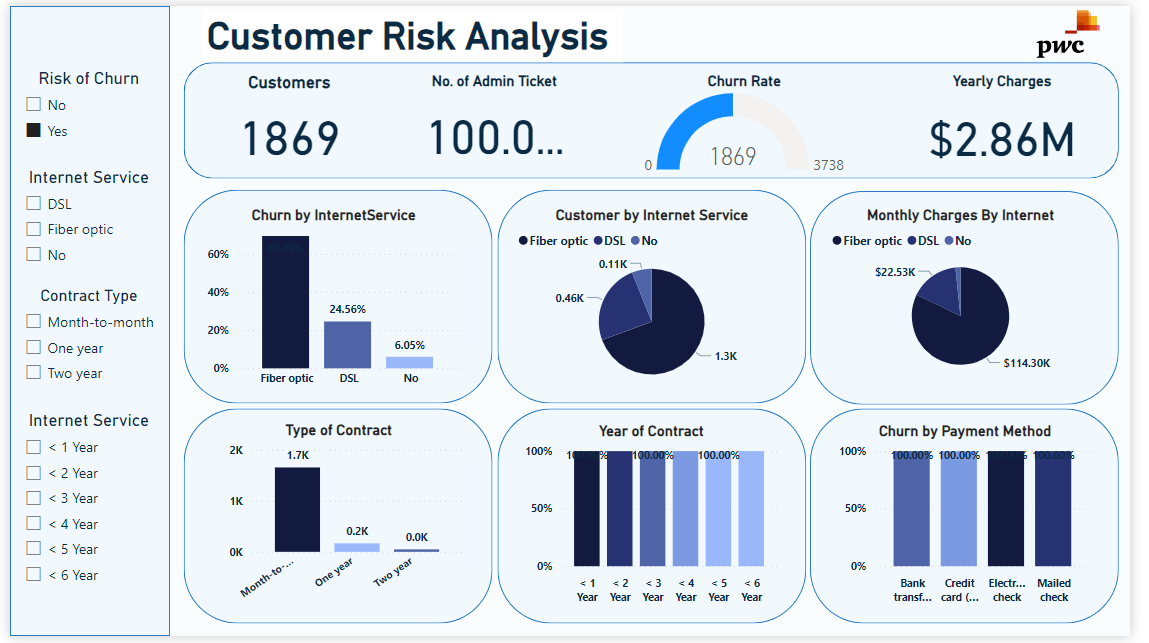 Customer Risk Analysis
pwc
Risk of Churn
No
Yes
Internet Service
DSL
Fiber optic
No
Contract Type
Month-to-month
One year
Two year
Internet Service
< 1 Year
< 2 Year
< 3 Year
< 4 Year
< 5 Year
< 6 Year
Customers
1869
No. of Admin Ticket
100.0...
Churn Rate
0
1869
3738
Yearly Charges
$2.86M
Churn by InternetService
60%
40%
20%
0%
24.56%
6.05%
Fiber optic DSL No
Customer by Internet Service
Fiber optic DSL No
0.11K
0.46K
1.3K
Monthly Charges By Internet
Fiber optic DSL No
$22.53K
$114.30K
Type of Contract
2K
1K
0K
1.7K
0.2K
0.0K
Month-to-...
One year
Two year
Year of Contract
100%
50%
0%
100.00% 100.00% 100.00%
< 1 Year
< 2 Year
< 3 Year
< 4 Year
< 5 Year
< 6 Year
Churn by Payment Method
100%
50%
0%
100.00% 100.00% 100.00%
Bank transf...
Credit card (...
Electr... check
Mailed check